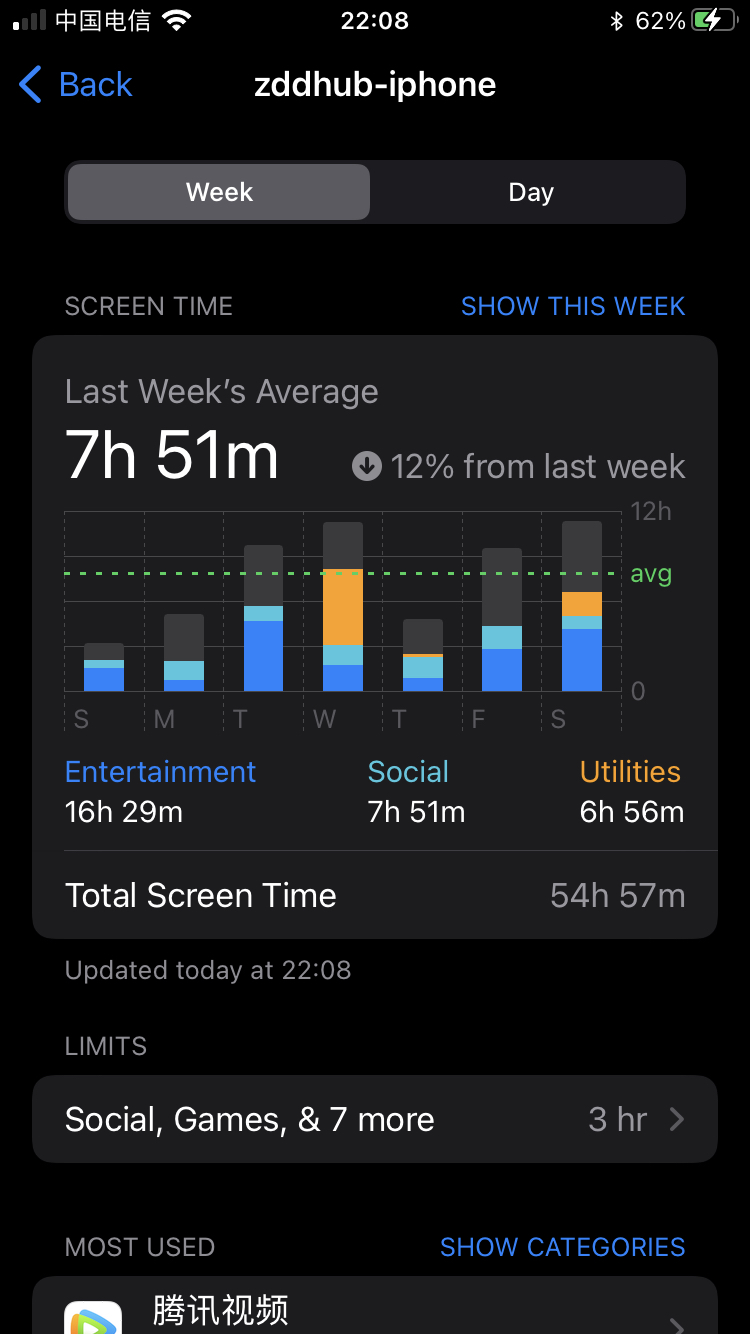 中国电信 22:08 62%
Back zddhub-iphone
Week Day
SCREEN TIME SHOW THIS WEEK
Last Week’s Average
7h 51m 12% from last week
12h
avg
0
S M T W T F S
Entertainment Social Utilities
16h 29m 7h 51m 6h 56m
Total Screen Time 54h 57m
Updated today at 22:08
LIMITS
Social, Games, & 7 more 3 hr
MOST USED SHOW CATEGORIES
腾讯视频